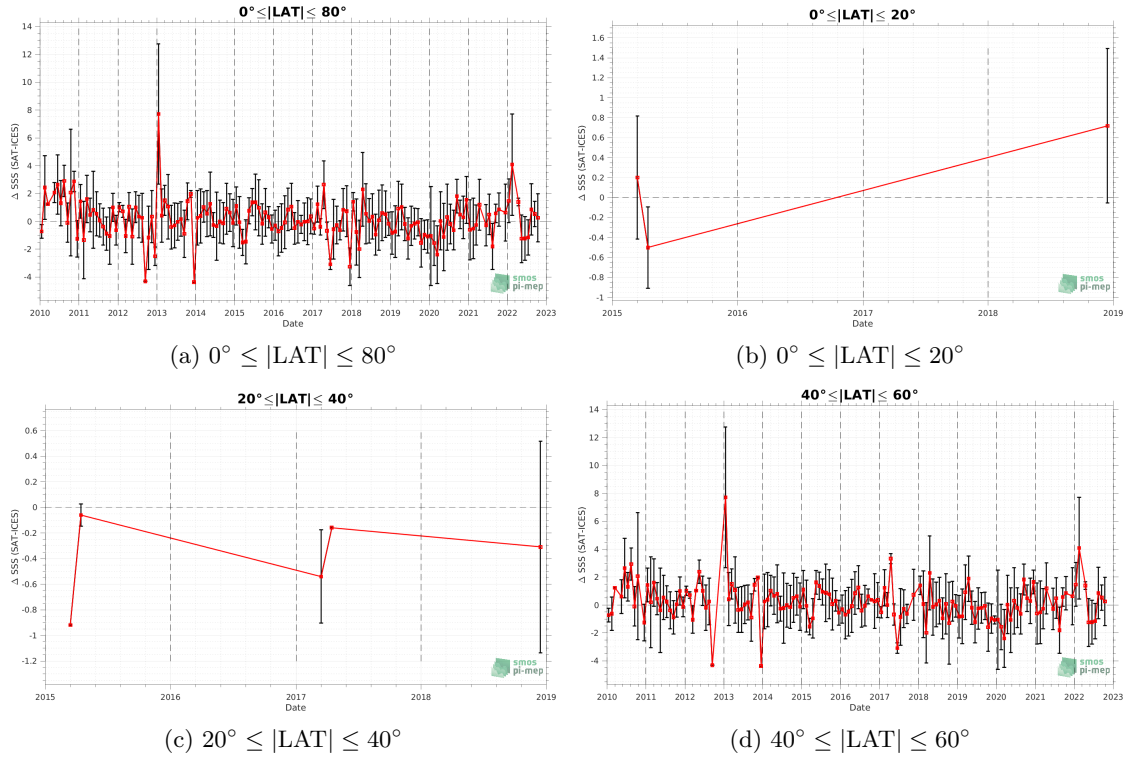 0°≤|LAT|≤ 80°
Δ SSS (SAT-ICES)
14
12
10
8
6
4
2
0
-2
-4
2010 2011 2012 2013 2014 2015 2016 2017 2018 2019 2020 2021 2022 2023
Date
smos
pi-mep
(a) 0° ≤ |LAT| ≤ 80°
0°≤|LAT|≤ 20°
Δ SSS (SAT-ICES)
1.6
1.4
1.2
1
0.8
0.6
0.4
0.2
0
-0.2
-0.4
-0.6
-0.8
-1
2015 2016 2017 2018 2019
Date
smos
pi-mep
(b) 0° ≤ |LAT| ≤ 20°
20°≤|LAT|≤ 40°
Δ SSS (SAT-ICES)
0.6
0.4
0.2
0
-0.2
-0.4
-0.6
-0.8
-1
-1.2
2015 2016 2017 2018 2019
Date
smos
pi-mep
(c) 20° ≤ |LAT| ≤ 40°
40°≤|LAT|≤ 60°
Δ SSS (SAT-ICES)
14
12
10
8
6
4
2
0
-2
-4
2010 2011 2012 2013 2014 2015 2016 2017 2018 2019 2020 2021 2022 2023
Date
smos
pi-mep
(d) 40° ≤ |LAT| ≤ 60°